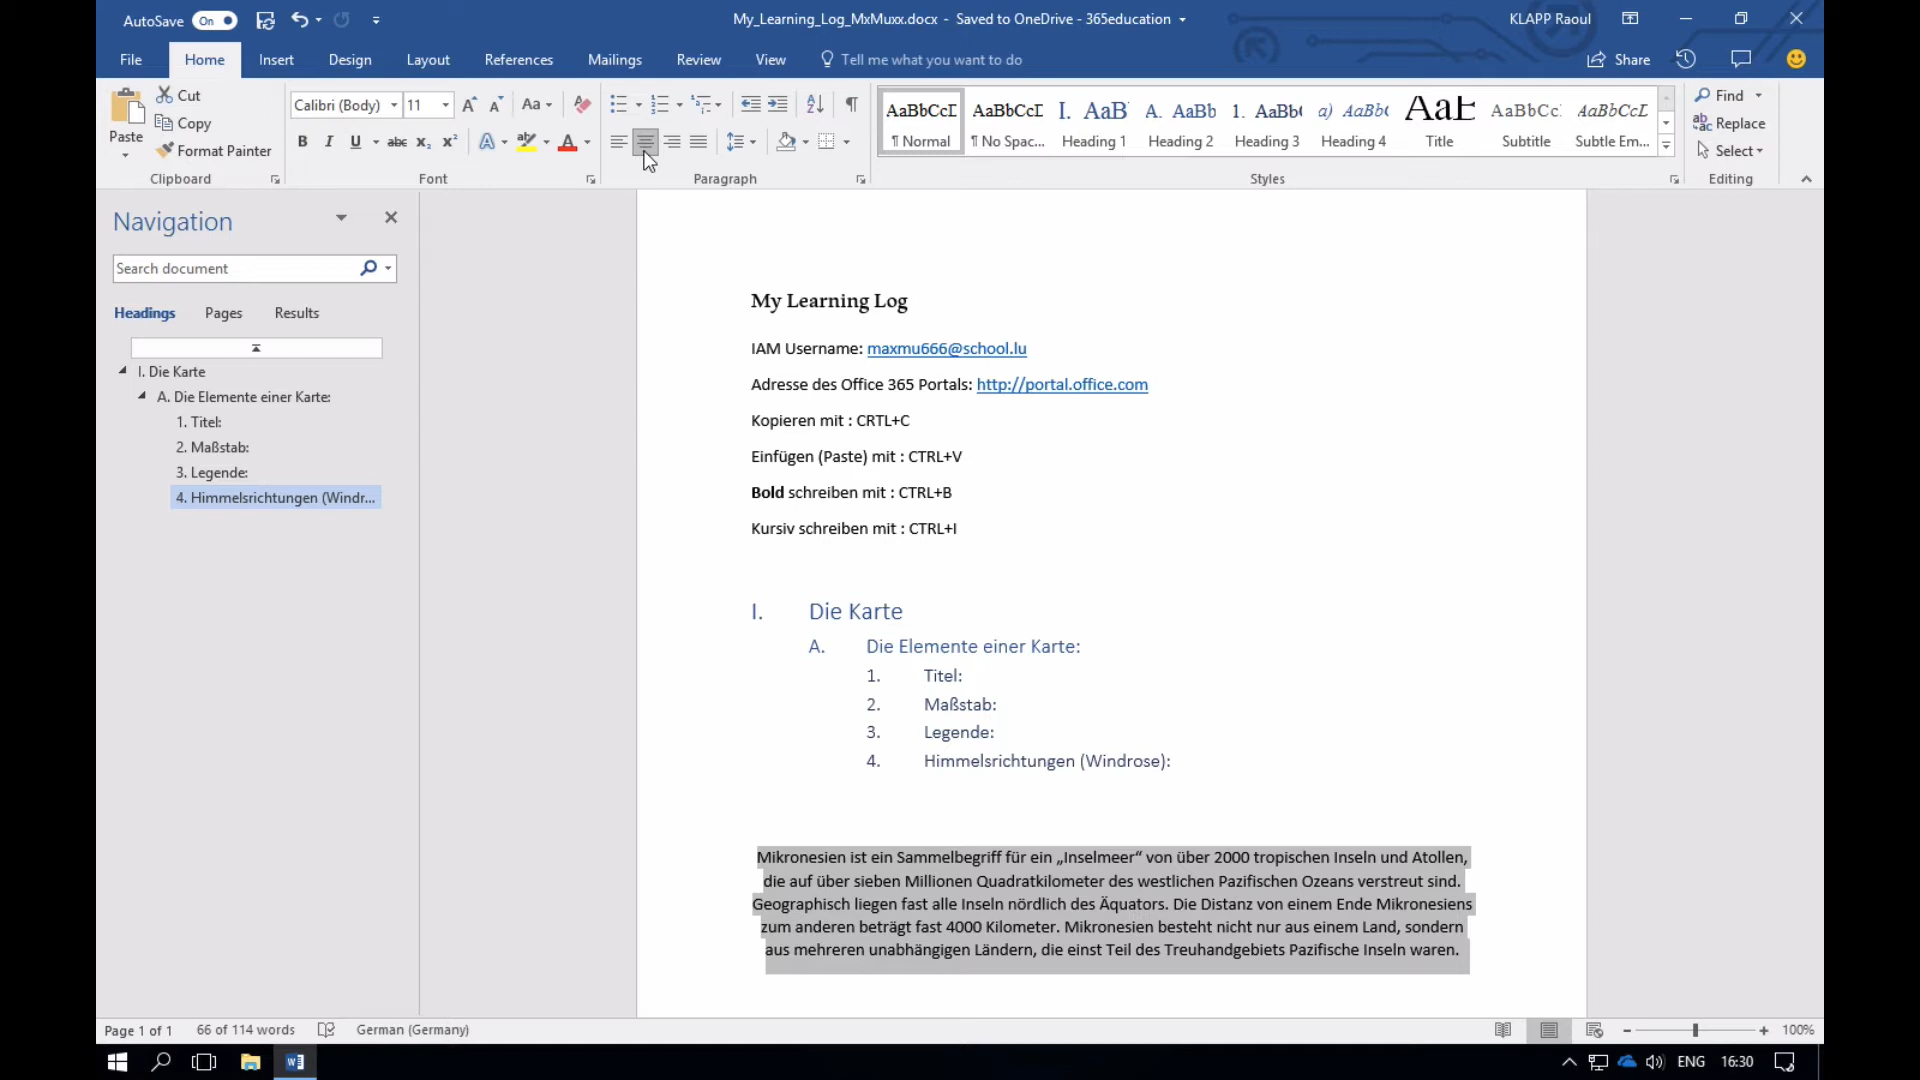 AutoSave On My_Learning_Log_MxMuxx.docx - Saved to OneDrive - 365education KLAPP Raoul
File Home Insert Design Layout References Mailings Review View Tell me what you want to do Share
Paste Cut Copy Format Painter
Clipboard
Calibri (Body) 11 Aa
B I U abc x₂ x² A ab A
Font
Paragraph
AaBbCcD AaBbCcD I. AaB A. AaBb 1. AaBb( a) AaBb( AaB AaBbCc AaBbCcD
¶ Normal ¶ No Spac... Heading 1 Heading 2 Heading 3 Heading 4 Title Subtitle Subtle Em...
Styles
Find
Replace
Select
Editing
Navigation
Search document
Headings Pages Results
I. Die Karte
A. Die Elemente einer Karte:
1. Titel:
2. Maßstab:
3. Legende:
4. Himmelsrichtungen (Windr...
My Learning Log
IAM Username: maxmu666@school.lu
Adresse des Office 365 Portals: http://portal.office.com
Kopieren mit : CRTL+C
Einfügen (Paste) mit : CTRL+V
Bold schreiben mit : CTRL+B
Kursiv schreiben mit : CTRL+I
I. Die Karte
A. Die Elemente einer Karte:
1. Titel:
2. Maßstab:
3. Legende:
4. Himmelsrichtungen (Windrose):
Mikronesien ist ein Sammelbegriff für ein „Inselmeer“ von über 2000 tropischen Inseln und Atollen,
die auf über sieben Millionen Quadratkilometer des westlichen Pazifischen Ozeans verstreut sind.
Geographisch liegen fast alle Inseln nördlich des Äquators. Die Distanz von einem Ende Mikronesiens
zum anderen beträgt fast 4000 Kilometer. Mikronesien besteht nicht nur aus einem Land, sondern
aus mehreren unabhängigen Ländern, die einst Teil des Treuhandgebiets Pazifische Inseln waren.
Page 1 of 1 66 of 114 words German (Germany) 100%
ENG 16:30